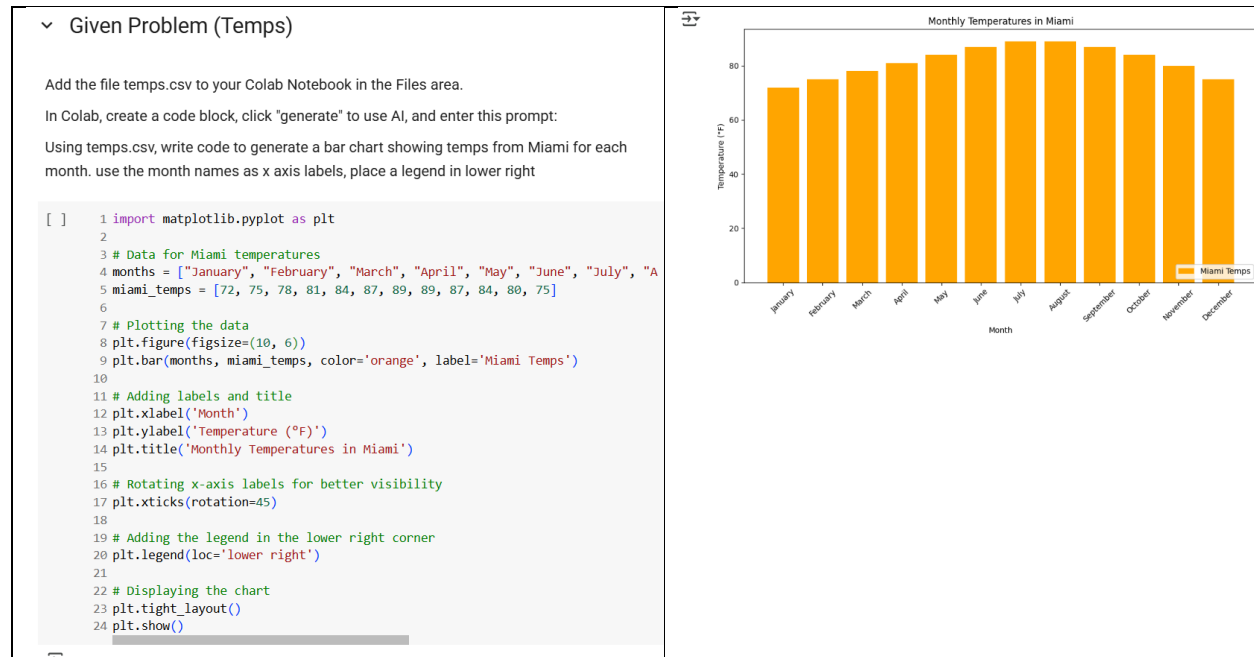 Given Problem (Temps)
Add the file temps.csv to your Colab Notebook in the Files area.
In Colab, create a code block, click "generate" to use AI, and enter this prompt:
Using temps.csv, write code to generate a bar chart showing temps from Miami for each
month. use the month names as x axis labels, place a legend in lower right
[ ]
1 import matplotlib.pyplot as plt
2
3 # Data for Miami temperatures
4 months = ["January", "February", "March", "April", "May", "June", "July", "A
5 miami_temps = [72, 75, 78, 81, 84, 87, 89, 89, 87, 84, 80, 75]
6
7 # Plotting the data
8 plt.figure(figsize=(10, 6))
9 plt.bar(months, miami_temps, color='orange', label='Miami Temps')
10
11 # Adding labels and title
12 plt.xlabel('Month')
13 plt.ylabel('Temperature (°F)')
14 plt.title('Monthly Temperatures in Miami')
15
16 # Rotating x-axis labels for better visibility
17 plt.xticks(rotation=45)
18
19 # Adding the legend in the lower right corner
20 plt.legend(loc='lower right')
21
22 # Displaying the chart
23 plt.tight_layout()
24 plt.show()
Monthly Temperatures in Miami
Temperature (°F)
80
60
40
20
0
Miami Temps
January
February
March
April
May
June
July
August
September
October
November
December
Month